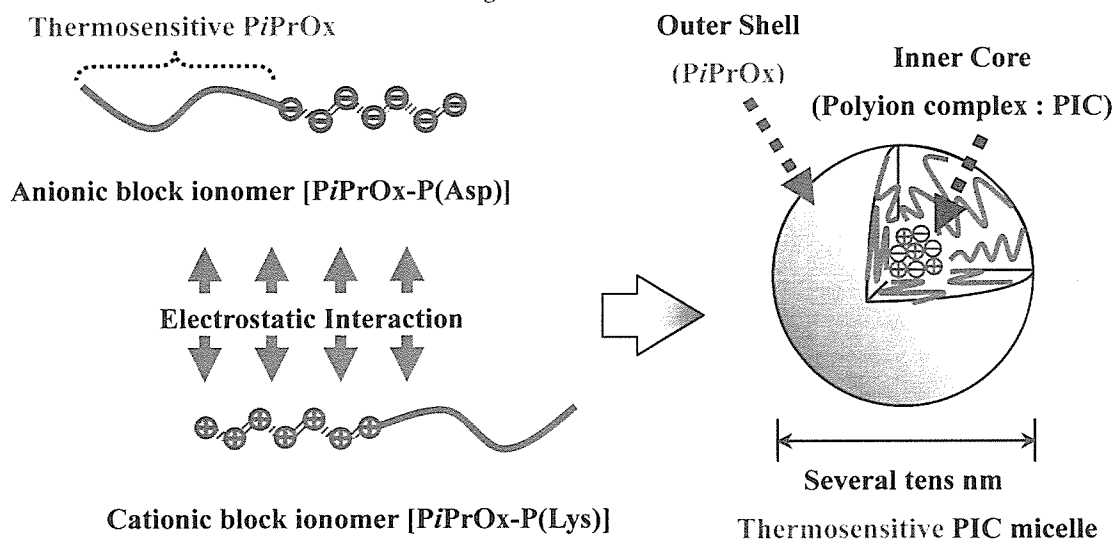 Thermosensitive PiPrOx
Anionic block ionomer [PiPrOx-P(Asp)]
Electrostatic Interaction
Cationic block ionomer [PiPrOx-P(Lys)]
Outer Shell
(PiPrOx)
Inner Core
(Polyion complex : PIC)
Several tens nm
Thermosensitive PIC micelle